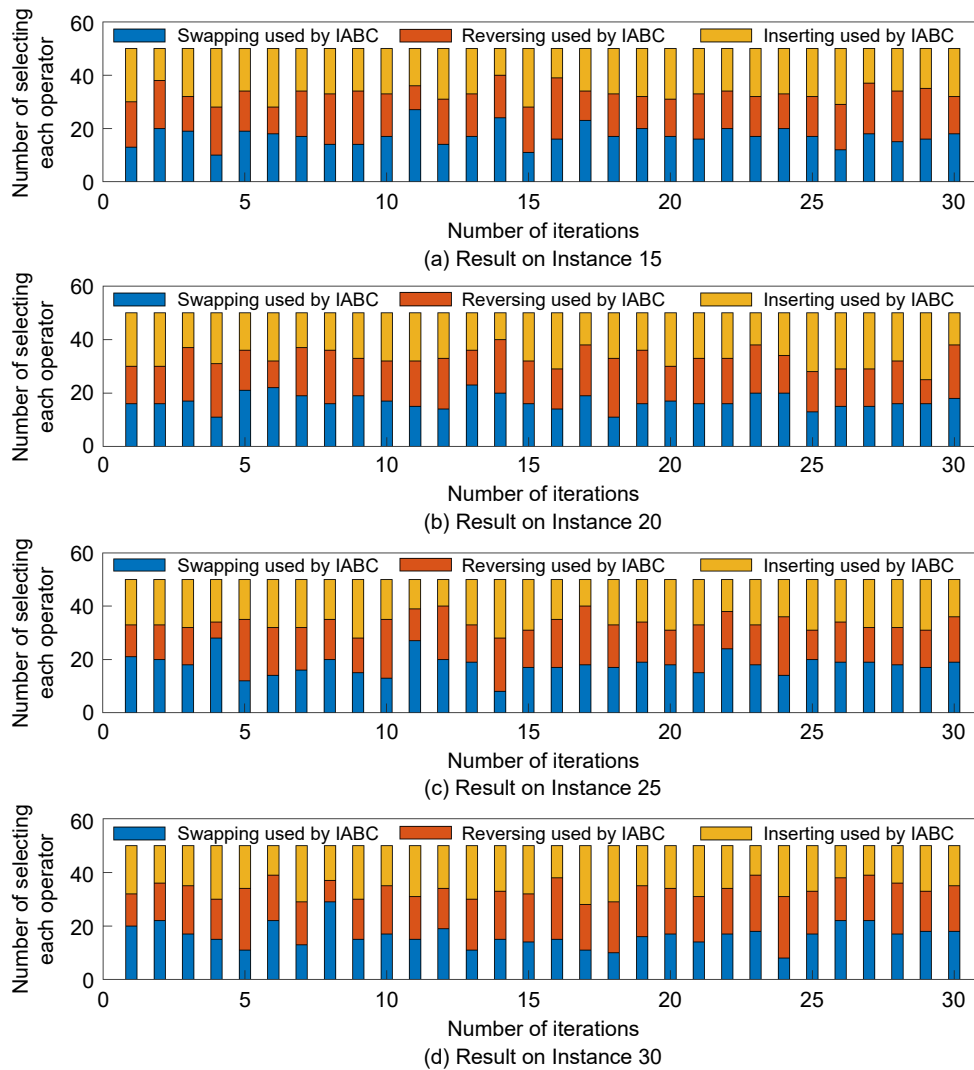 Number of selecting
each operator
60
40
20
0
Swapping used by IABC Reversing used by IABC Inserting used by IABC
0 5 10 15 20 25 30
Number of iterations
(a) Result on Instance 15
Number of selecting
each operator
60
40
20
0
Swapping used by IABC Reversing used by IABC Inserting used by IABC
0 5 10 15 20 25 30
Number of iterations
(b) Result on Instance 20
Number of selecting
each operator
60
40
20
0
Swapping used by IABC Reversing used by IABC Inserting used by IABC
0 5 10 15 20 25 30
Number of iterations
(c) Result on Instance 25
Number of selecting
each operator
60
40
20
0
Swapping used by IABC Reversing used by IABC Inserting used by IABC
0 5 10 15 20 25 30
Number of iterations
(d) Result on Instance 30